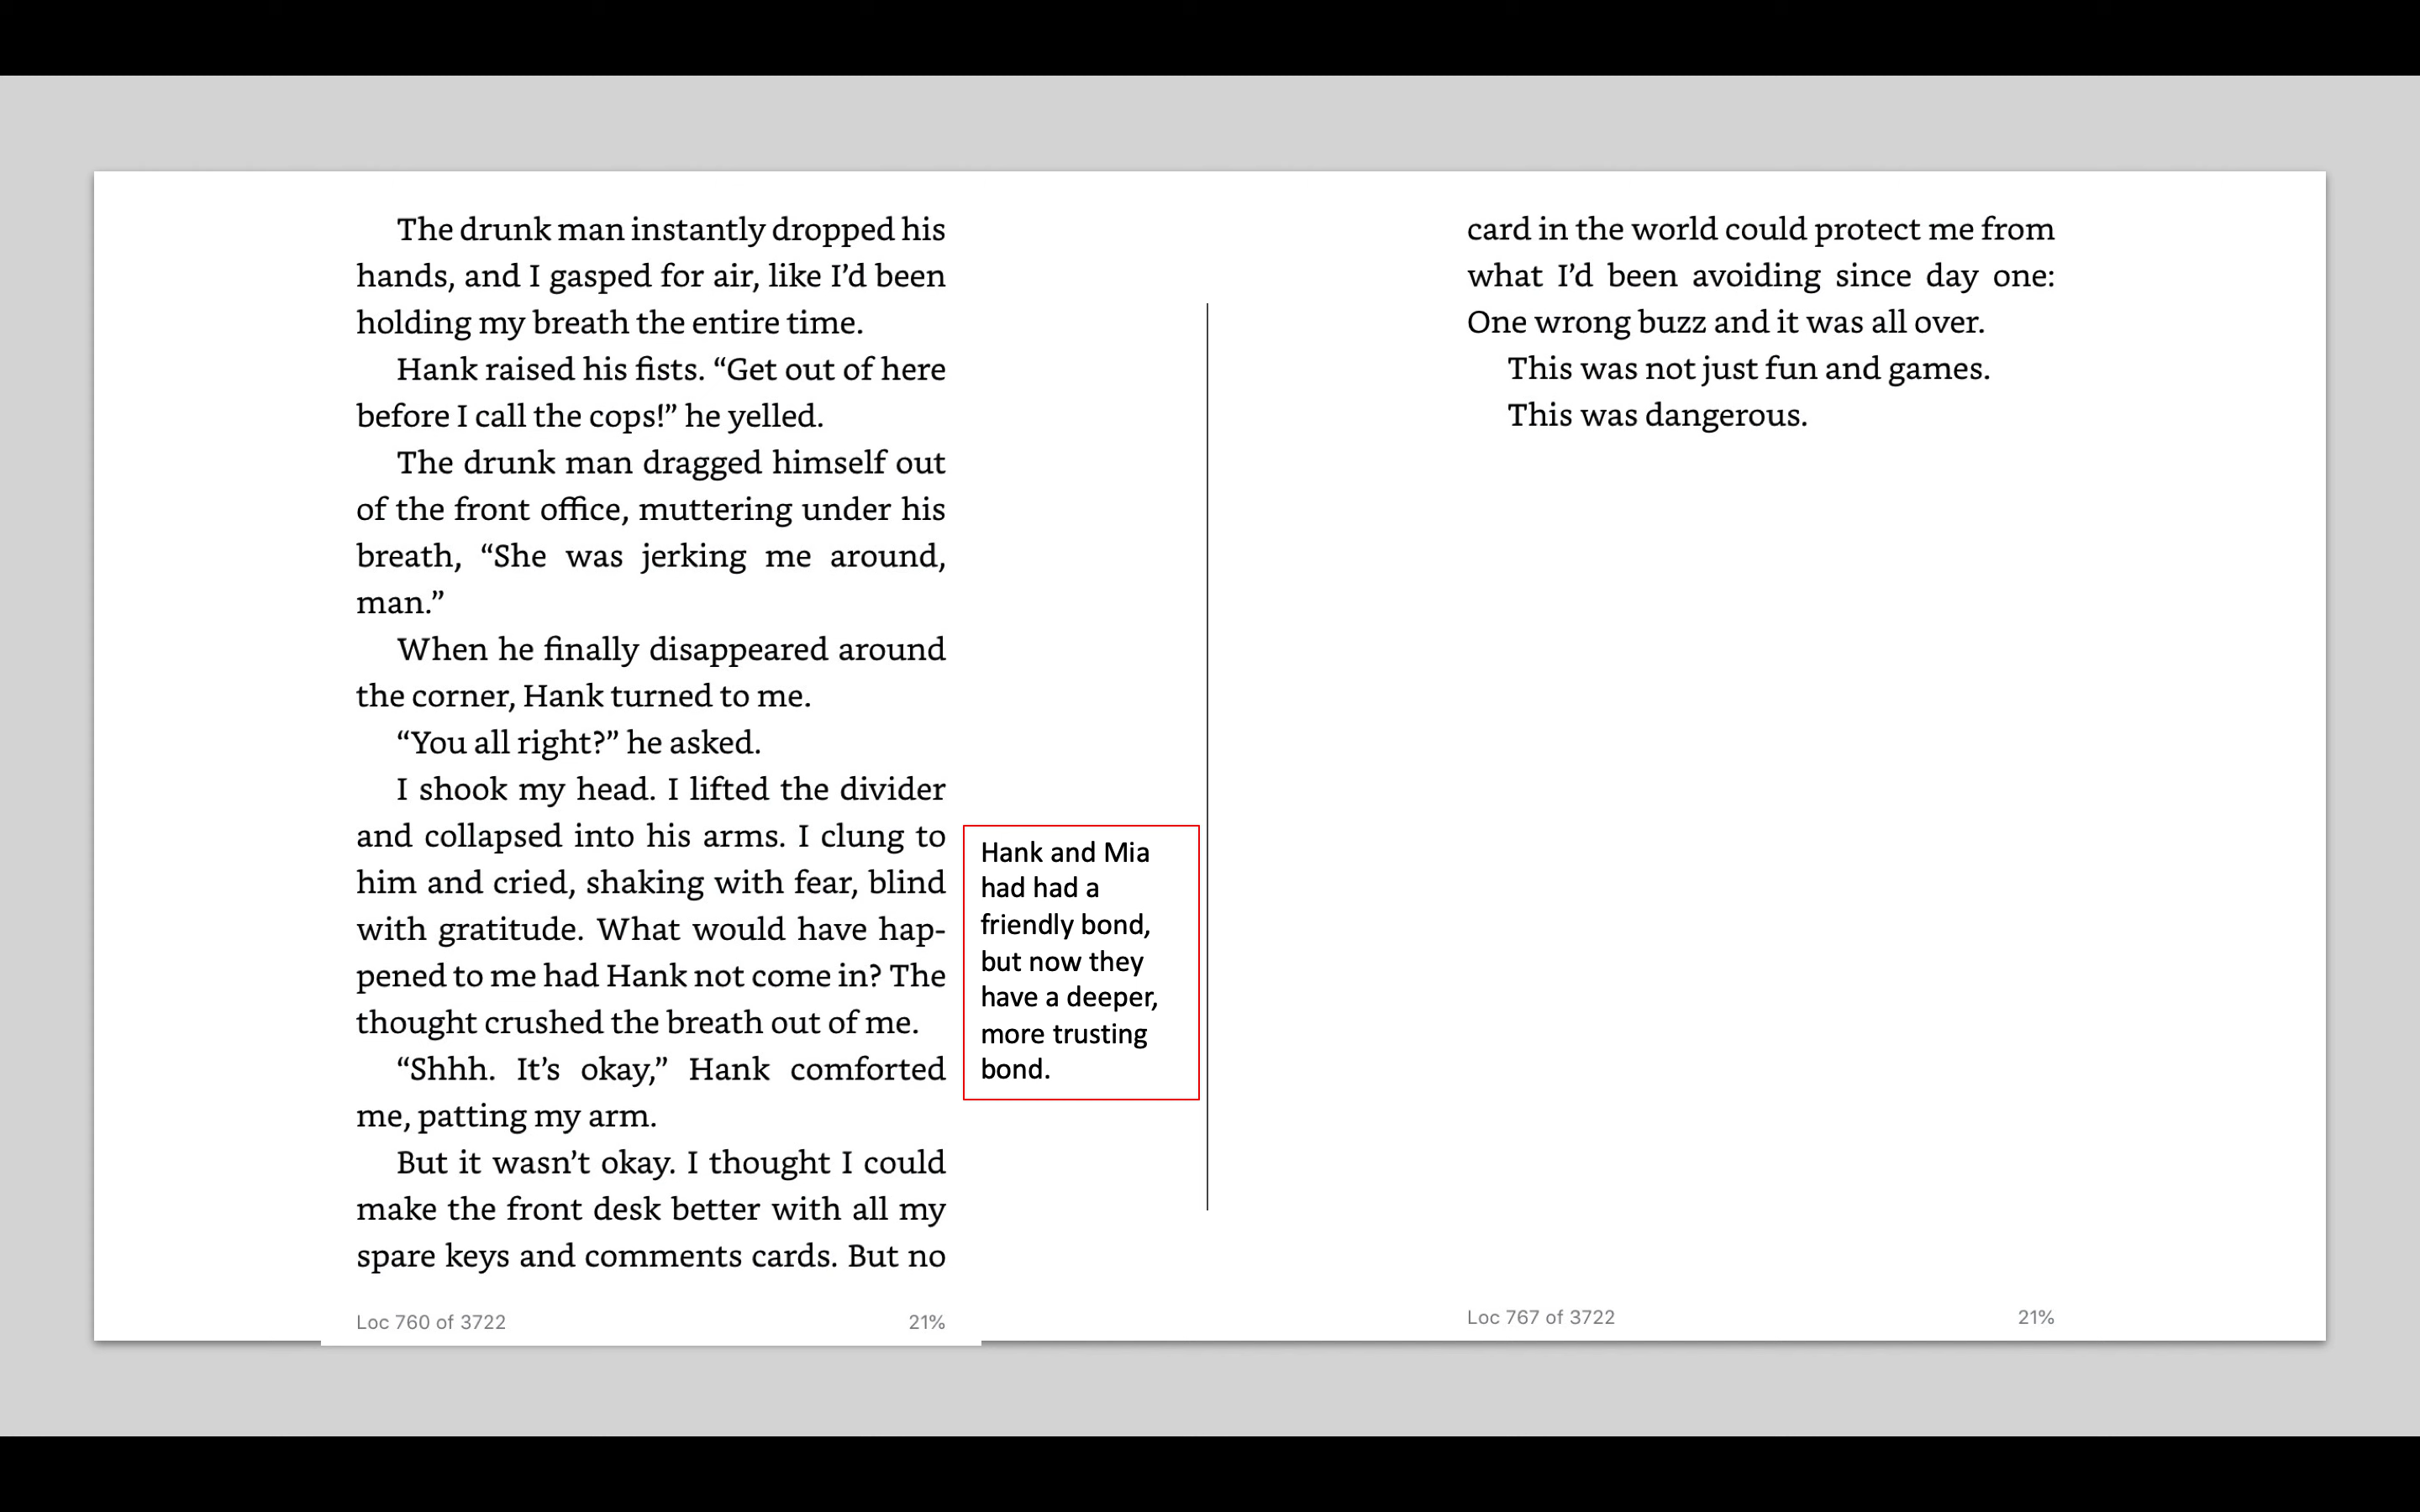 The drunk man instantly dropped his
hands, and I gasped for air, like I’d been
holding my breath the entire time.
Hank raised his fists. “Get out of here
before I call the cops!” he yelled.
The drunk man dragged himself out
of the front office, muttering under his
breath, “She was jerking me around,
man.”
When he finally disappeared around
the corner, Hank turned to me.
“You all right?” he asked.
I shook my head. I lifted the divider
and collapsed into his arms. I clung to
him and cried, shaking with fear, blind
with gratitude. What would have hap-
pened to me had Hank not come in? The
thought crushed the breath out of me.
“Shhh. It’s okay,” Hank comforted
me, patting my arm.
But it wasn’t okay. I thought I could
make the front desk better with all my
spare keys and comments cards. But no
Loc 760 of 3722 21%
Hank and Mia
had had a
friendly bond,
but now they
have a deeper,
more trusting
bond.
card in the world could protect me from
what I’d been avoiding since day one:
One wrong buzz and it was all over.
This was not just fun and games.
This was dangerous.
Loc 767 of 3722 21%